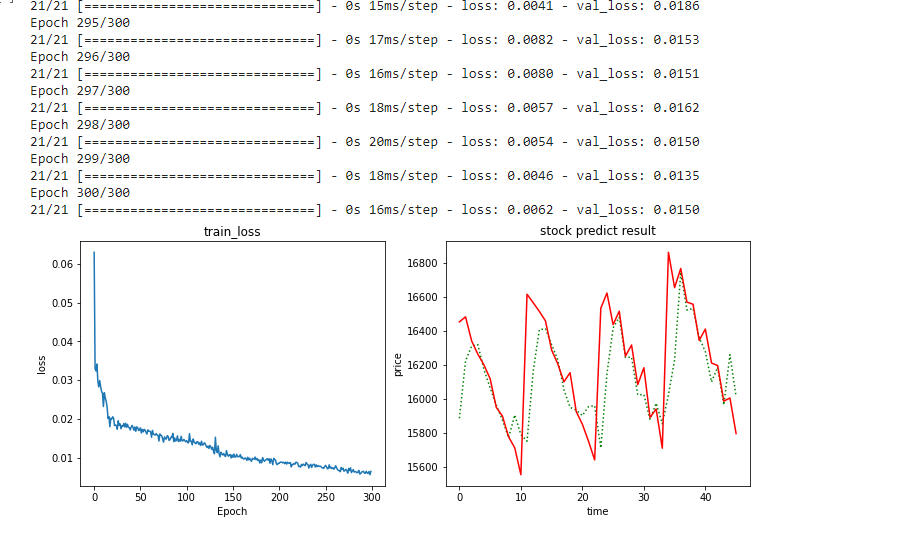 21/21 [==============================] - 0s 15ms/step - loss: 0.0041 - val_loss: 0.0186
Epoch 295/300
21/21 [==============================] - 0s 17ms/step - loss: 0.0082 - val_loss: 0.0153
Epoch 296/300
21/21 [==============================] - 0s 16ms/step - loss: 0.0080 - val_loss: 0.0151
Epoch 297/300
21/21 [==============================] - 0s 18ms/step - loss: 0.0057 - val_loss: 0.0162
Epoch 298/300
21/21 [==============================] - 0s 20ms/step - loss: 0.0054 - val_loss: 0.0150
Epoch 299/300
21/21 [==============================] - 0s 18ms/step - loss: 0.0046 - val_loss: 0.0135
Epoch 300/300
21/21 [==============================] - 0s 16ms/step - loss: 0.0062 - val_loss: 0.0150
train_loss
0.06
0.05
0.04
0.03
0.02
0.01
loss
0 50 100 150 200 250 300
Epoch
stock predict result
16800
16600
16400
16200
16000
15800
15600
price
0 10 20 30 40
time